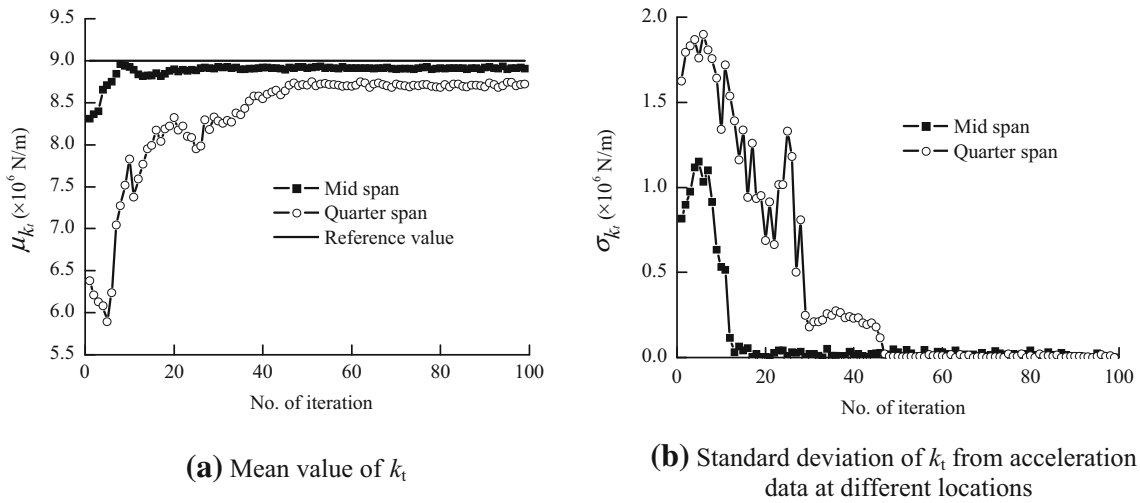 9.5
9.0
8.5
8.0
7.5
7.0
6.5
6.0
5.5
μkt (×10⁶ N/m)
Mid span
Quarter span
Reference value
0 20 40 60 80 100
No. of iteration
(a) Mean value of kt
2.0
1.5
1.0
0.5
0.0
σkt (×10⁶ N/m)
Mid span
Quarter span
0 20 40 60 80 100
No. of iteration
(b) Standard deviation of kt from acceleration
data at different locations